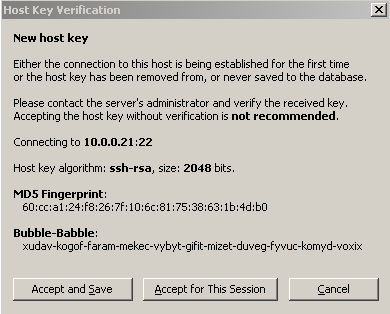 Host Key Verification
New host key
Either the connection to this host is being established for the first time
or the host key has been removed from, or never saved to the database.
Please contact the server's administrator and verify the received key.
Accepting the host key without verification is not recommended.
Connecting to 10.0.0.21:22
Host key algorithm: ssh-rsa, size: 2048 bits.
MD5 Fingerprint:
60:cc:a1:24:f8:26:7f:10:6c:81:75:38:63:1b:4d:b0
Bubble-Babble:
xudav-kogof-faram-mekec-vybyt-gifit-mizet-duveg-fyvuc-komyd-voxix
Accept and Save
Accept for This Session
Cancel